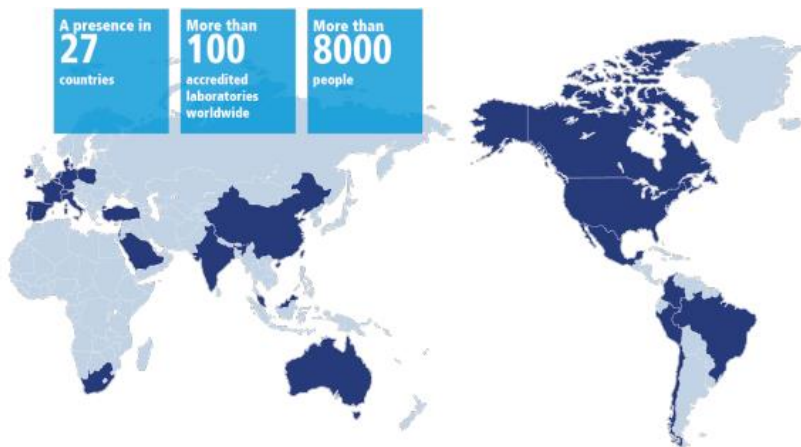 A presence in
27
countries
More than
100
accredited
laboratories
worldwide
More than
8000
people